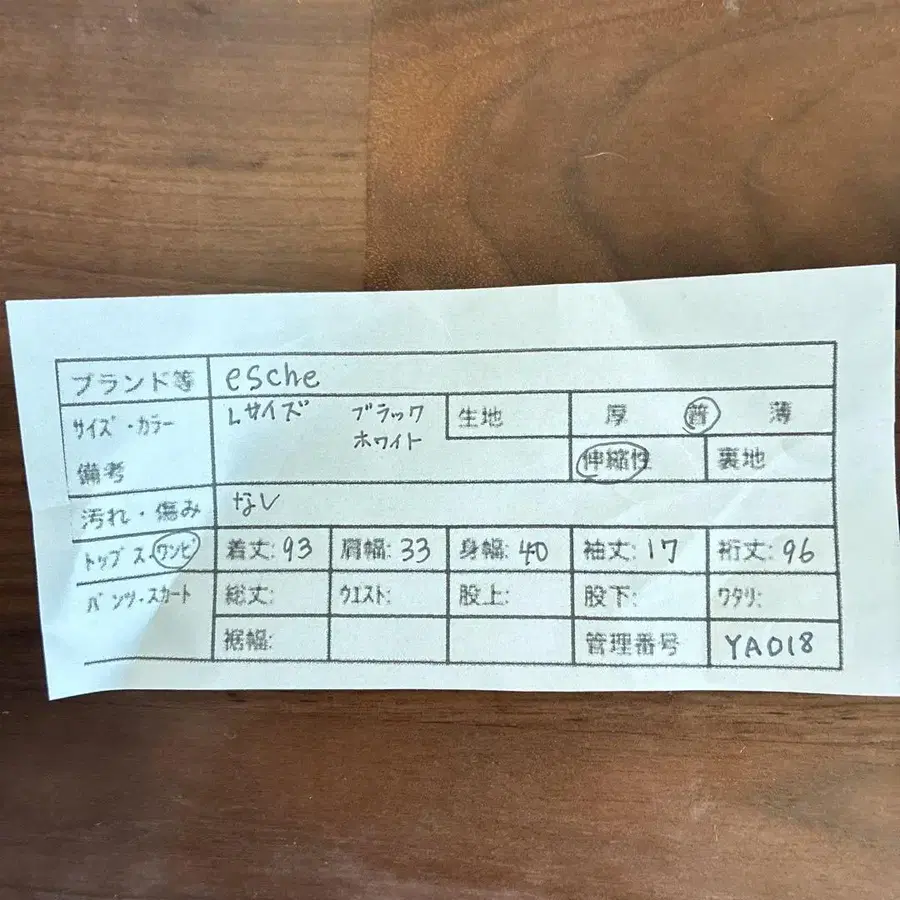 ブランド等 esche
サイズ・カラー Lサイズ ブラック 生地 厚 普 薄
ホワイト
備考 伸縮性 裏地
汚れ・傷み なし
トップス・ワンピ 着丈: 93 肩幅: 33 身幅: 40 袖丈: 17 裄丈: 96
パンツ・スカート 総丈: ウエスト: 股上: 股下: ワタリ:
裾幅: 管理番号 YA018